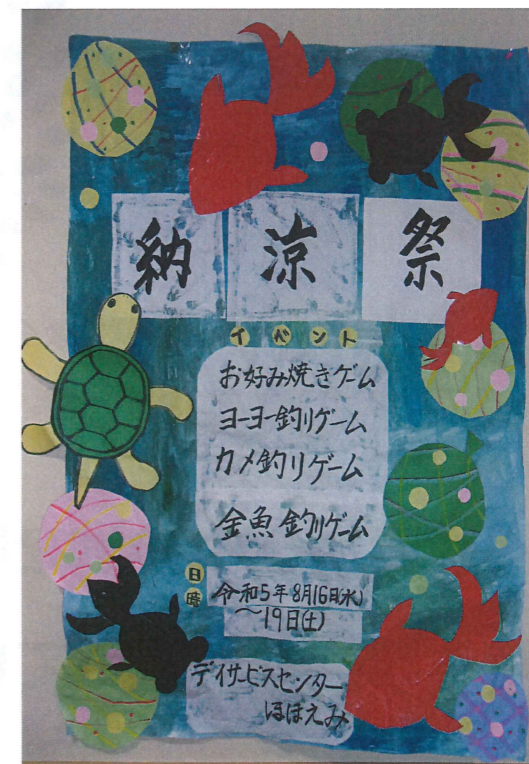 納涼祭
イベント
お好み焼きゲーム
ヨーヨー釣りゲーム
カメ釣りゲーム
金魚釣りゲーム
日時
令和5年8月16日(水)
～19日(土)
デイサービスセンター
ほほえみ